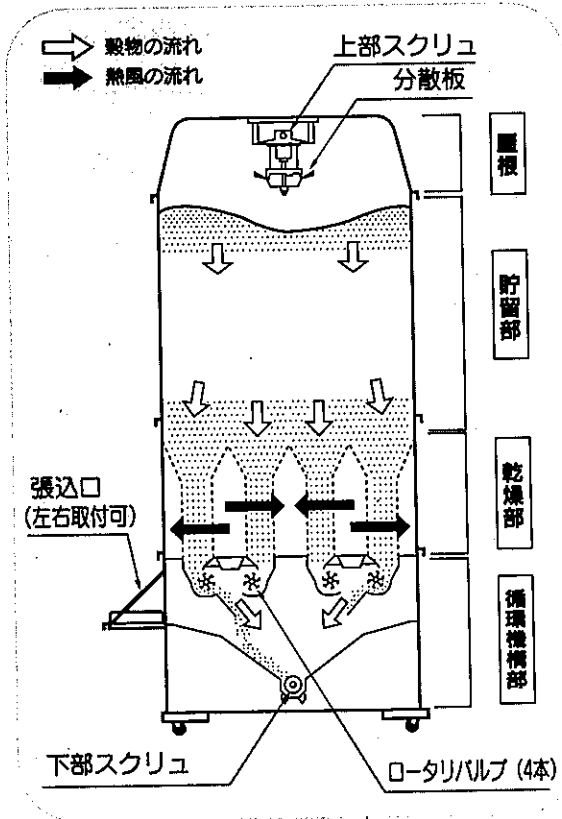 穀物の流れ
熱風の流れ
上部スクリュ
分散板
屋根
貯留部
乾燥部
張込口
(左右取付可)
循環機構部
下部スクリュ
ロータリバルブ(4本)